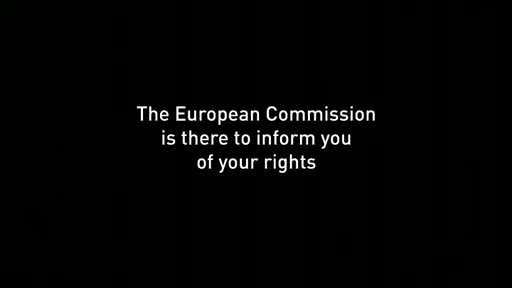 The European Commission
is there to inform you
of your rights